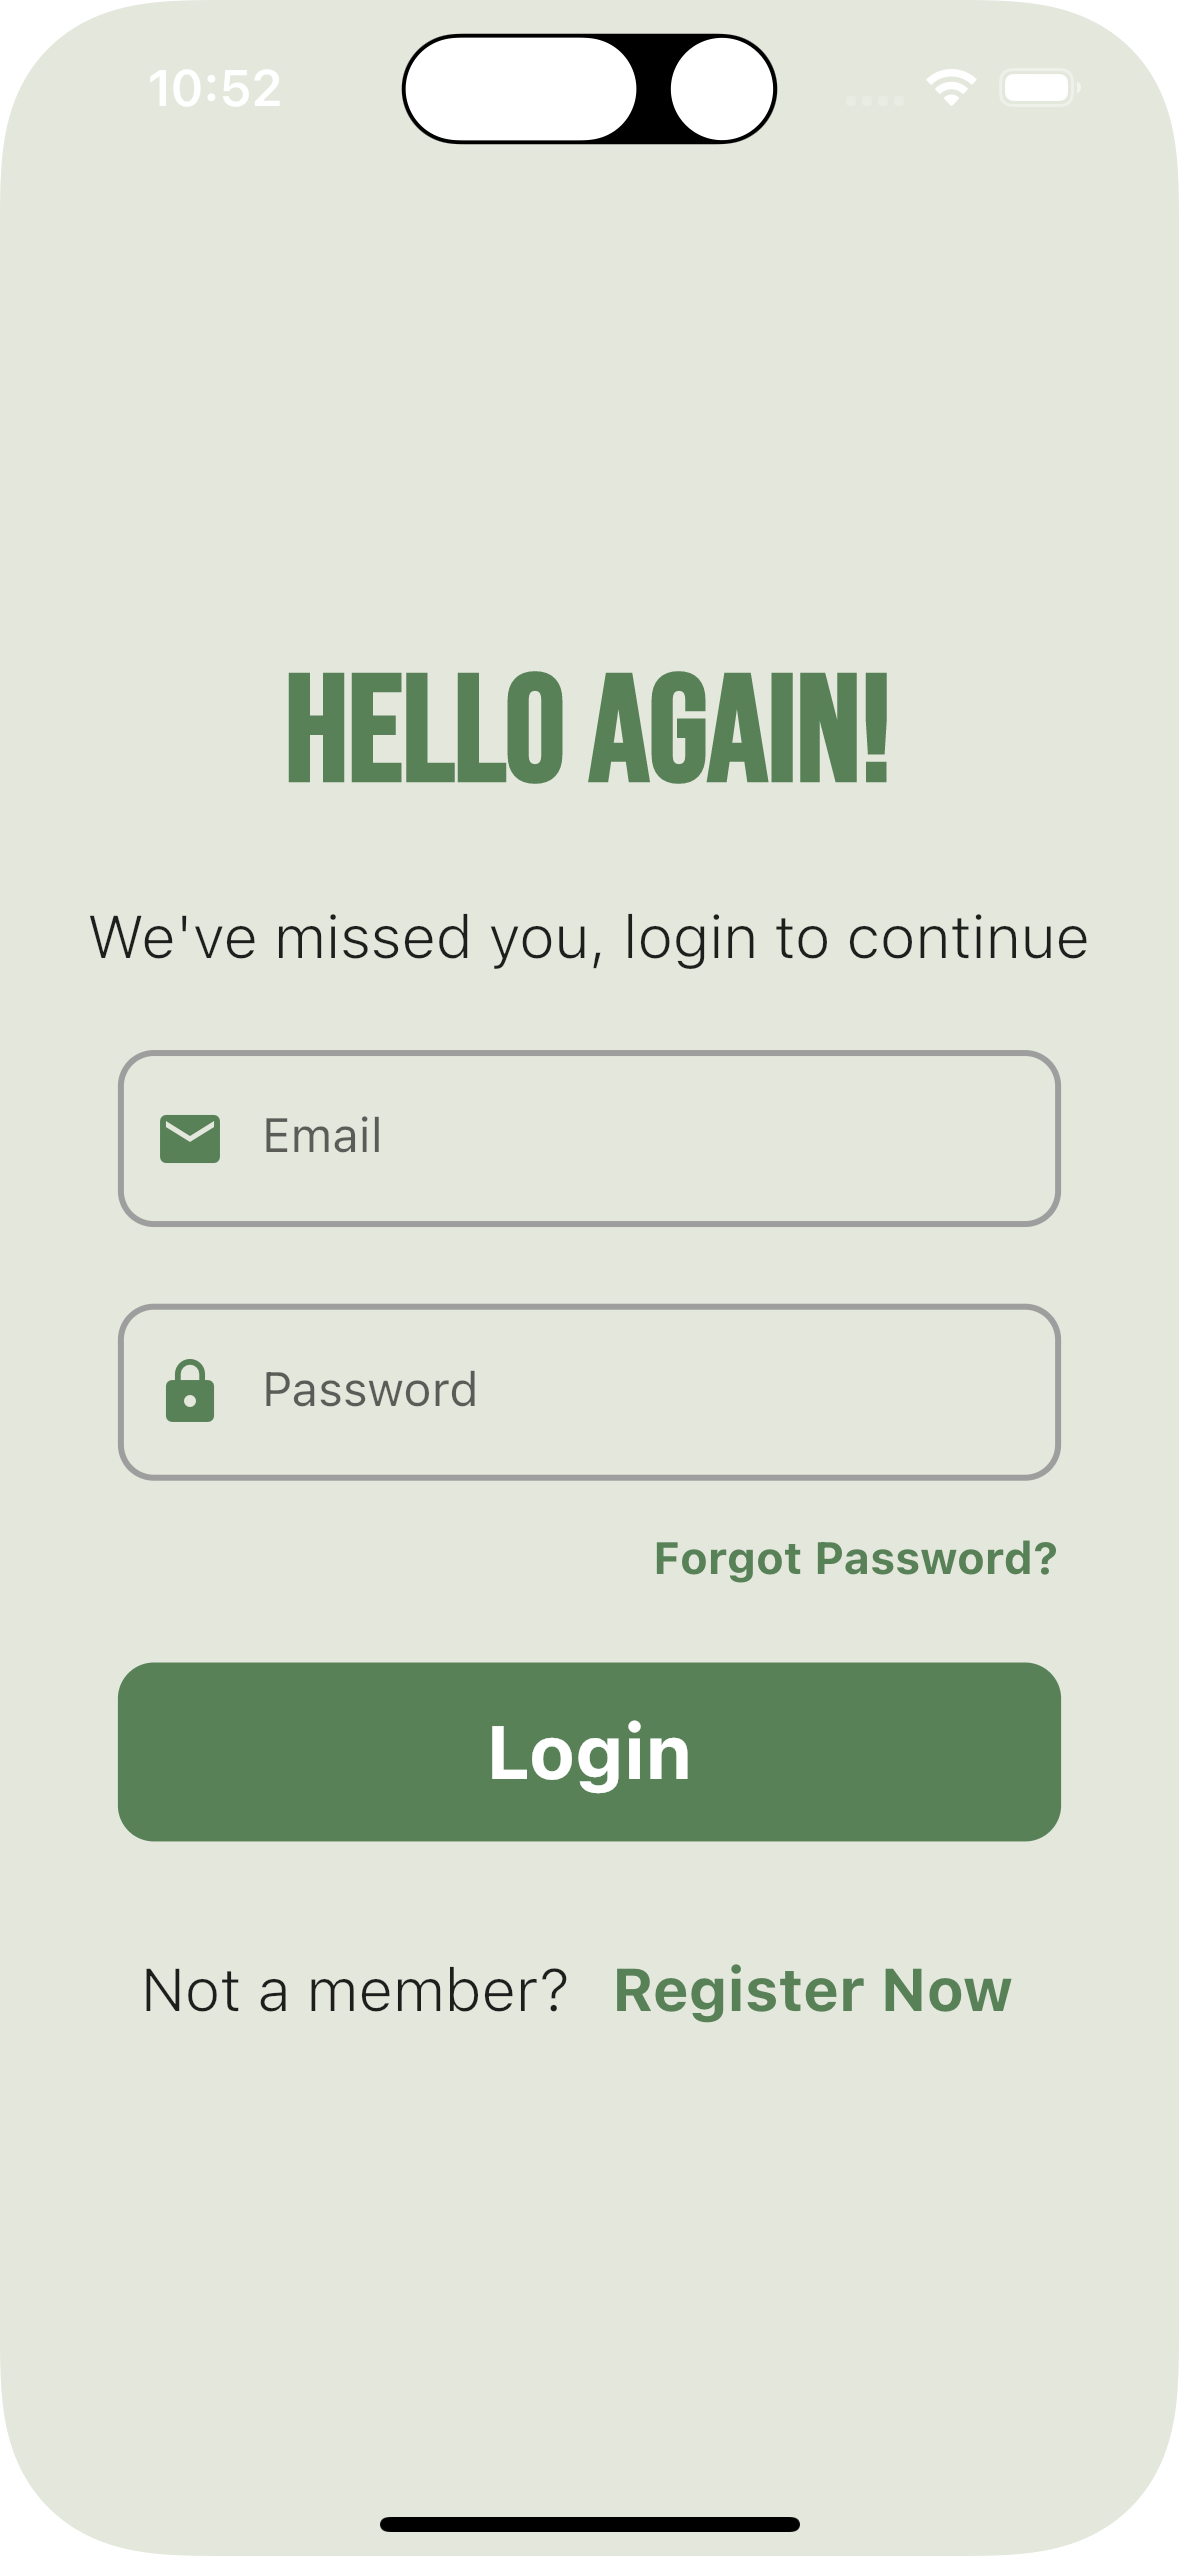 10:52
HELLO AGAIN!
We've missed you, login to continue
Email
Password
Forgot Password?
Login
Not a member? Register Now